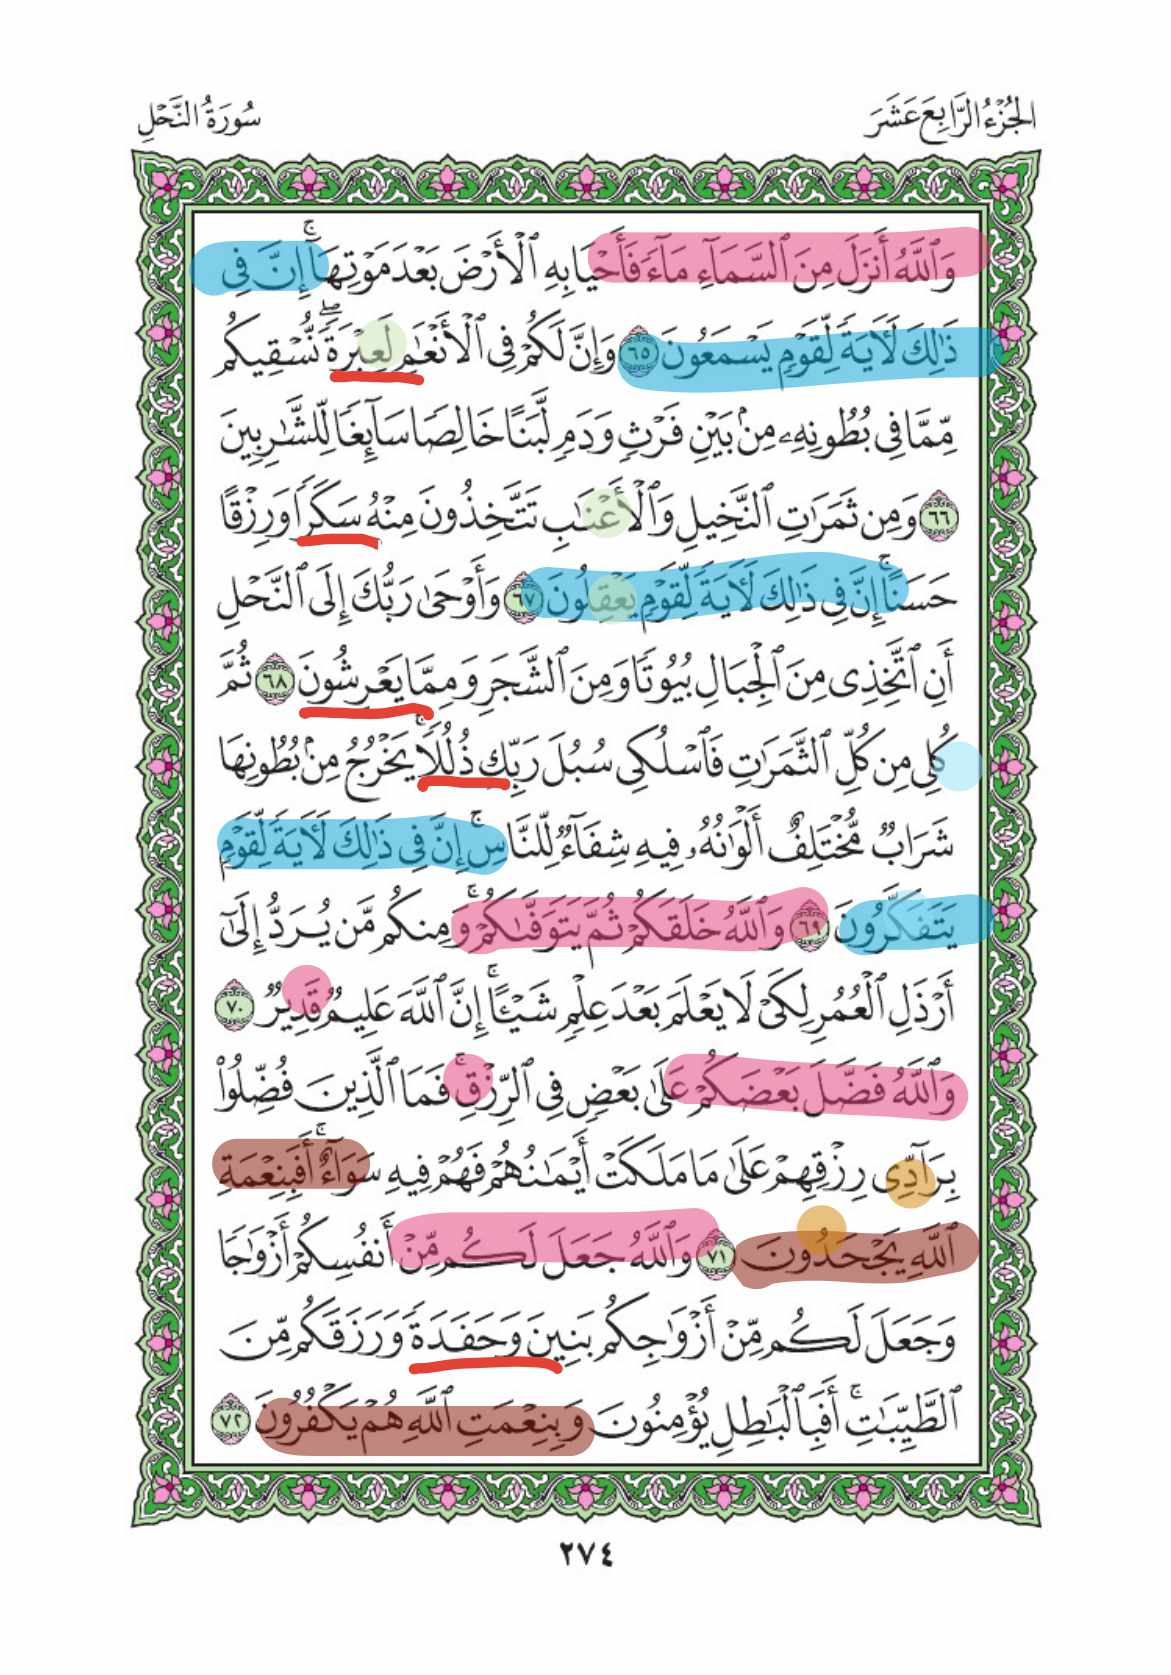 الجُزْءُ الرَّابِعَ عَشَرَ
سُورَةُ النَّحْلِ
وَٱللَّهُ أَنزَلَ مِنَ ٱلسَّمَآءِ مَآءً فَأَحْيَا بِهِ ٱلْأَرْضَ بَعْدَ مَوْتِهَآ ۚ إِنَّ فِى
ذَٰلِكَ لَـَٔايَةً لِّقَوْمٍ يَسْمَعُونَ ٦٥ وَإِنَّ لَكُمْ فِى ٱلْأَنْعَـٰمِ لَعِبْرَةً ۖ نُّسْقِيكُم
مِّمَّا فِى بُطُونِهِۦ مِنۢ بَيْنِ فَرْثٍ وَدَمٍ لَّبَنًا خَالِصًا سَآئِغًا لِّلشَّـٰرِبِينَ
٦٦ وَمِن ثَمَرَٰتِ ٱلنَّخِيلِ وَٱلْأَعْنَـٰبِ تَتَّخِذُونَ مِنْهُ سَكَرًا وَرِزْقًا
حَسَنًا ۗ إِنَّ فِى ذَٰلِكَ لَـَٔايَةً لِّقَوْمٍ يَعْقِلُونَ ٦٧ وَأَوْحَىٰ رَبُّكَ إِلَى ٱلنَّحْلِ
أَنِ ٱتَّخِذِى مِنَ ٱلْجِبَالِ بُيُوتًا وَمِنَ ٱلشَّجَرِ وَمِمَّا يَعْرِشُونَ ٦٨ ثُمَّ
كُلِى مِن كُلِّ ٱلثَّمَرَٰتِ فَٱسْلُكِى سُبُلَ رَبِّكِ ذُلُلًا ۚ يَخْرُجُ مِنۢ بُطُونِهَا
شَرَابٌ مُّخْتَلِفٌ أَلْوَٰنُهُۥ فِيهِ شِفَآءٌ لِّلنَّاسِ ۗ إِنَّ فِى ذَٰلِكَ لَـَٔايَةً لِّقَوْمٍ
يَتَفَكَّرُونَ ٦٩ وَٱللَّهُ خَلَقَكُمْ ثُمَّ يَتَوَفَّىٰكُمْ ۚ وَمِنكُم مَّن يُرَدُّ إِلَىٰٓ
أَرْذَلِ ٱلْعُمُرِ لِكَىْ لَا يَعْلَمَ بَعْدَ عِلْمٍ شَيْـًٔا ۚ إِنَّ ٱللَّهَ عَلِيمٌ قَدِيرٌ ٧٠
وَٱللَّهُ فَضَّلَ بَعْضَكُمْ عَلَىٰ بَعْضٍ فِى ٱلرِّزْقِ ۚ فَمَا ٱلَّذِينَ فُضِّلُوا۟
بِرَآدِّى رِزْقِهِمْ عَلَىٰ مَا مَلَكَتْ أَيْمَـٰنُهُمْ فَهُمْ فِيهِ سَوَآءٌ ۚ أَفَبِنِعْمَةِ
ٱللَّهِ يَجْحَدُونَ ٧١ وَٱللَّهُ جَعَلَ لَكُم مِّنْ أَنفُسِكُمْ أَزْوَٰجًا
وَجَعَلَ لَكُم مِّنْ أَزْوَٰجِكُم بَنِينَ وَحَفَدَةً وَرَزَقَكُم مِّنَ
ٱلطَّيِّبَـٰتِ ۚ أَفَبِٱلْبَـٰطِلِ يُؤْمِنُونَ وَبِنِعْمَتِ ٱللَّهِ هُمْ يَكْفُرُونَ ٧٢
٢٧٤